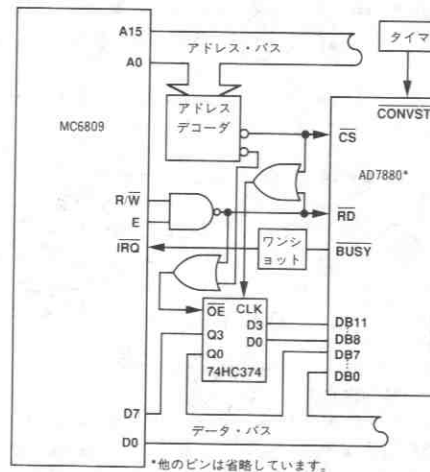 A15
アドレス・バス
A0
タイマ
アドレス
デコーダ
CONVST
MC6809
CS
AD7880*
R/W
E
RD
IRQ
ワンシ
ョット
BUSY
OE CLK
D3
DB11
Q3
D0
DB8
Q0
DB7
74HC374
DB0
D7
D0
データ・バス
*他のピンは省略しています。